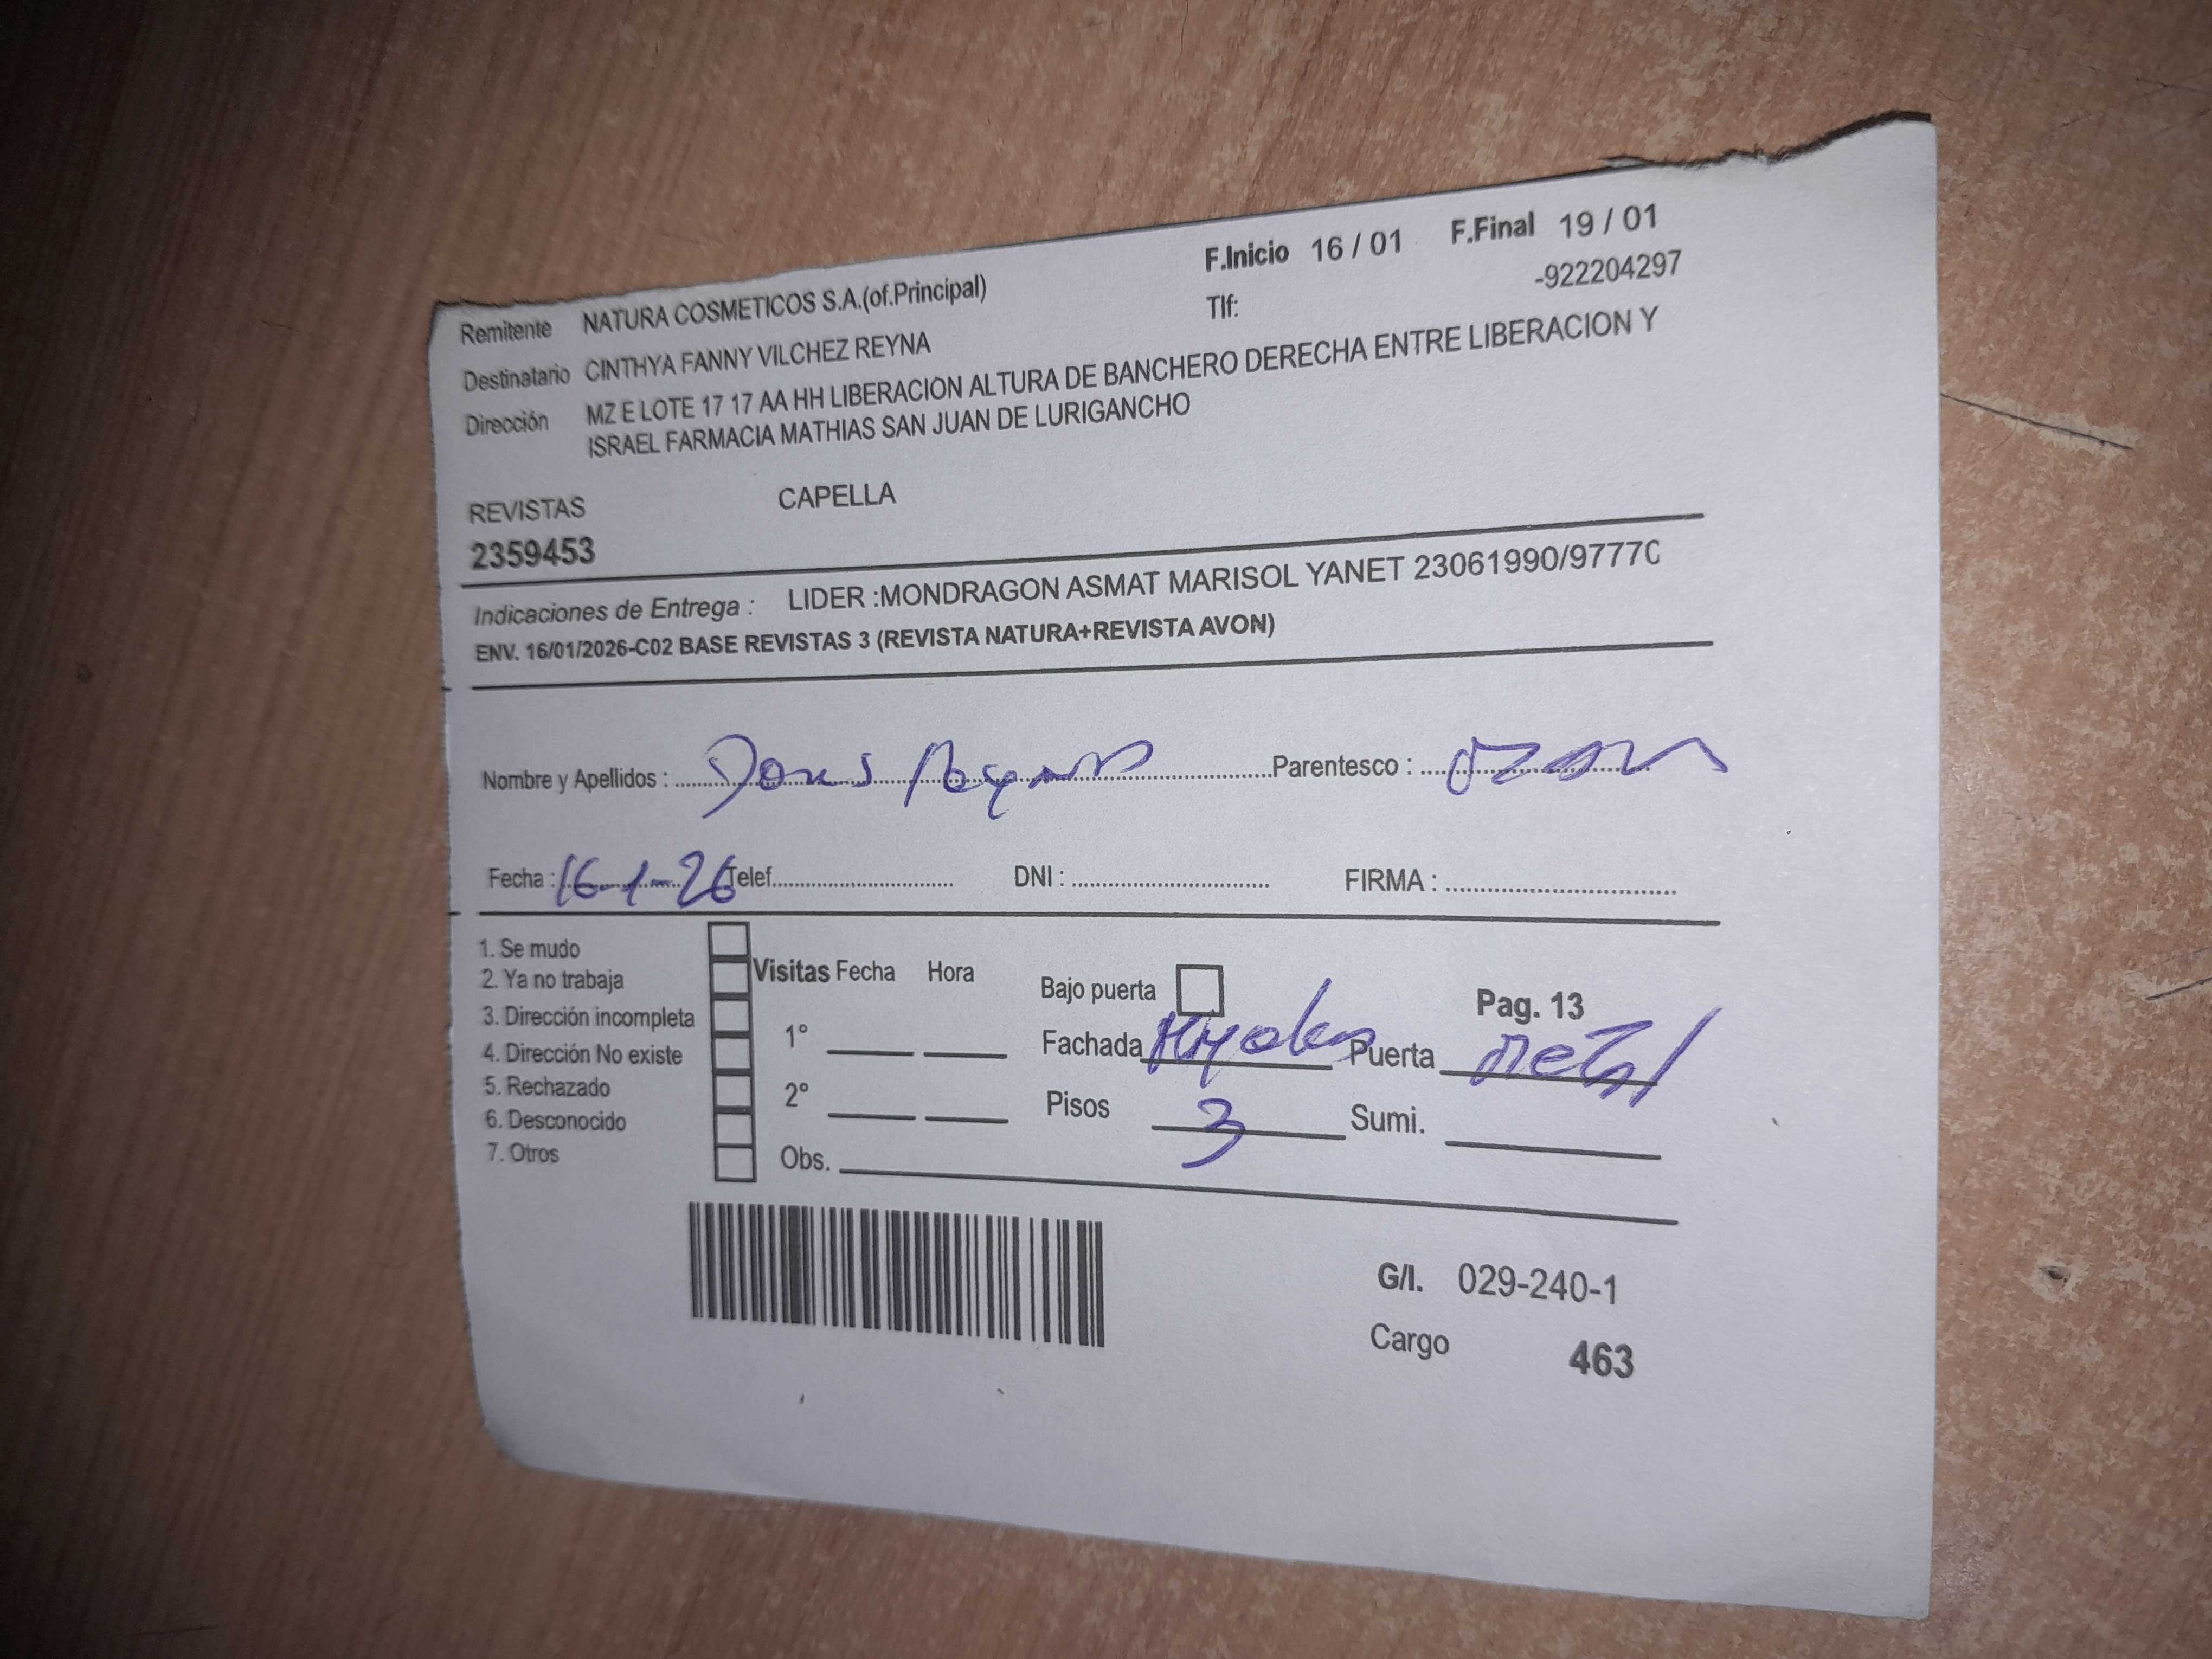 F.Inicio 16 / 01 F.Final 19 / 01
Remitente NATURA COSMETICOS S.A.(of.Principal) Tlf: -922204297
Destinatario CINTHYA FANNY VILCHEZ REYNA
Dirección MZ E LOTE 17 17 AA HH LIBERACION ALTURA DE BANCHERO DERECHA ENTRE LIBERACION Y
ISRAEL FARMACIA MATHIAS SAN JUAN DE LURIGANCHO
REVISTAS CAPELLA
2359453
Indicaciones de Entrega : LIDER :MONDRAGON ASMAT MARISOL YANET 23061990/9777
ENV. 16/01/2026-C02 BASE REVISTAS 3 (REVISTA NATURA+REVISTA AVON)
Nombre y Apellidos : Parentesco :
Fecha : 16-1-26 Telef. DNI : FIRMA :
1. Se mudo
2. Ya no trabaja Visitas Fecha Hora Bajo puerta Pag. 13
3. Dirección incompleta
4. Dirección No existe 1° Fachada Puerta metal
5. Rechazado 2° Pisos 3 Sumi.
6. Desconocido
7. Otros Obs.
G/I. 029-240-1
Cargo 463